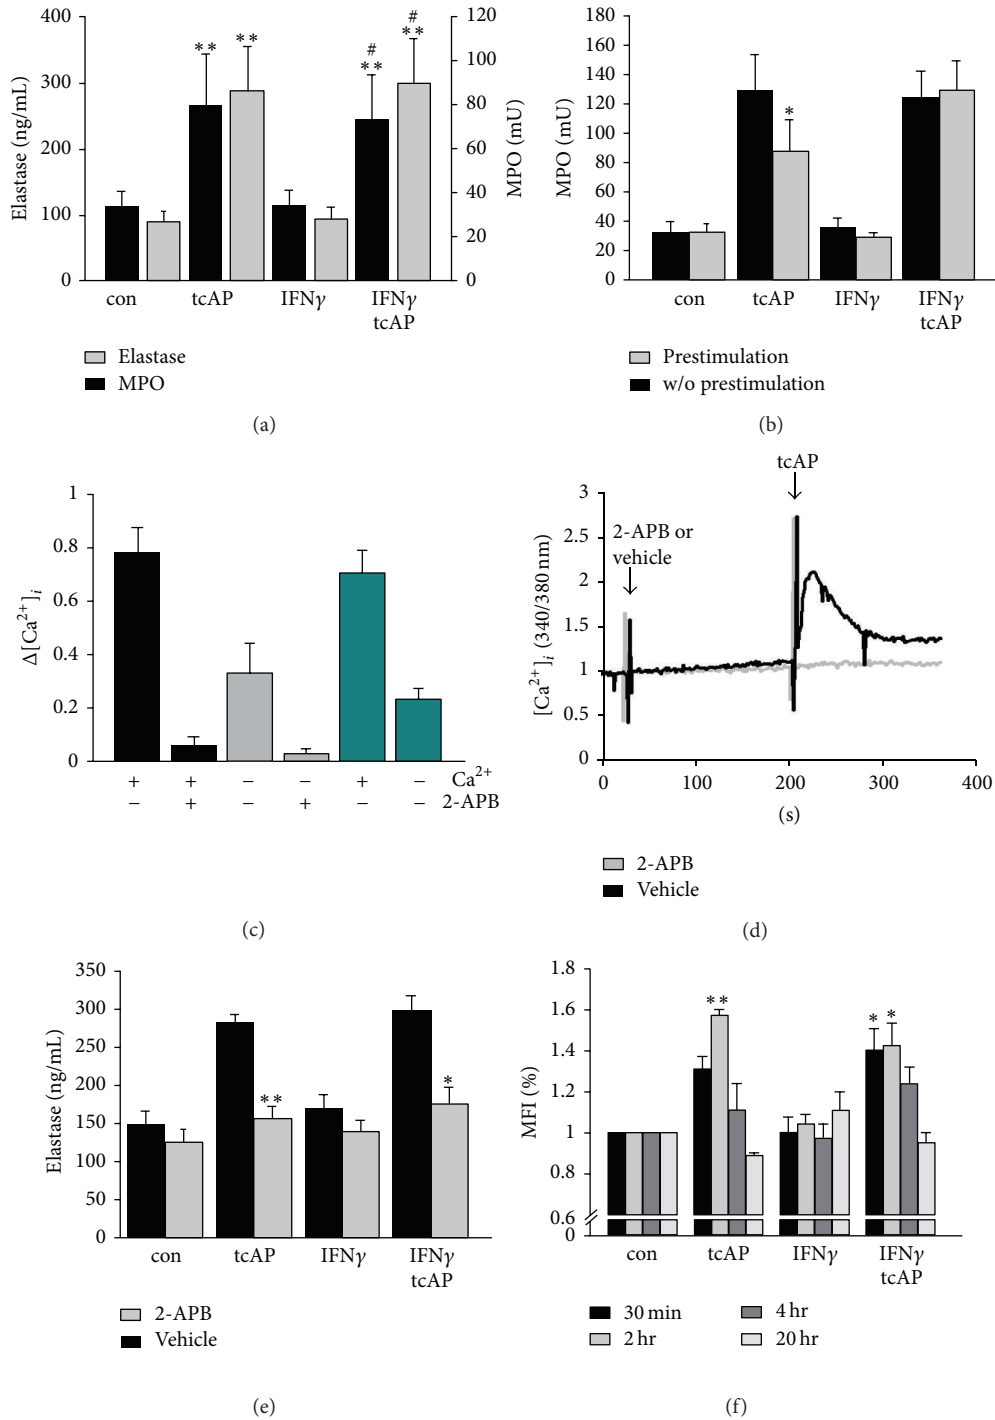 400
300
200
100
0
Elastase (ng/mL)
120
100
80
60
40
20
0
MPO (mU)
** ** # ** # **
con tcAP IFNγ IFNγ
tcAP
Elastase
MPO
(a)
180
160
140
120
100
80
60
40
20
0
MPO (mU)
*
con tcAP IFNγ IFNγ
tcAP
Prestimulation
w/o prestimulation
(b)
1
0.8
0.6
0.4
0.2
0
Δ[Ca²⁺]ᵢ
+ + − − + − Ca²⁺
− + − + − − 2-APB
(c)
tcAP
2-APB or
vehicle
3
2.5
2
1.5
1
0.5
0
[Ca²⁺]ᵢ (340/380 nm)
0 100 200 300 400
(s)
2-APB
Vehicle
(d)
350
300
250
200
150
100
50
0
Elastase (ng/mL)
** *
con tcAP IFNγ IFNγ
tcAP
2-APB
Vehicle
(e)
1.8
1.6
1.4
1.2
1
0.8
0.6
0
MFI (%)
** * *
con tcAP IFNγ IFNγ
tcAP
30 min 4 hr
2 hr 20 hr
(f)